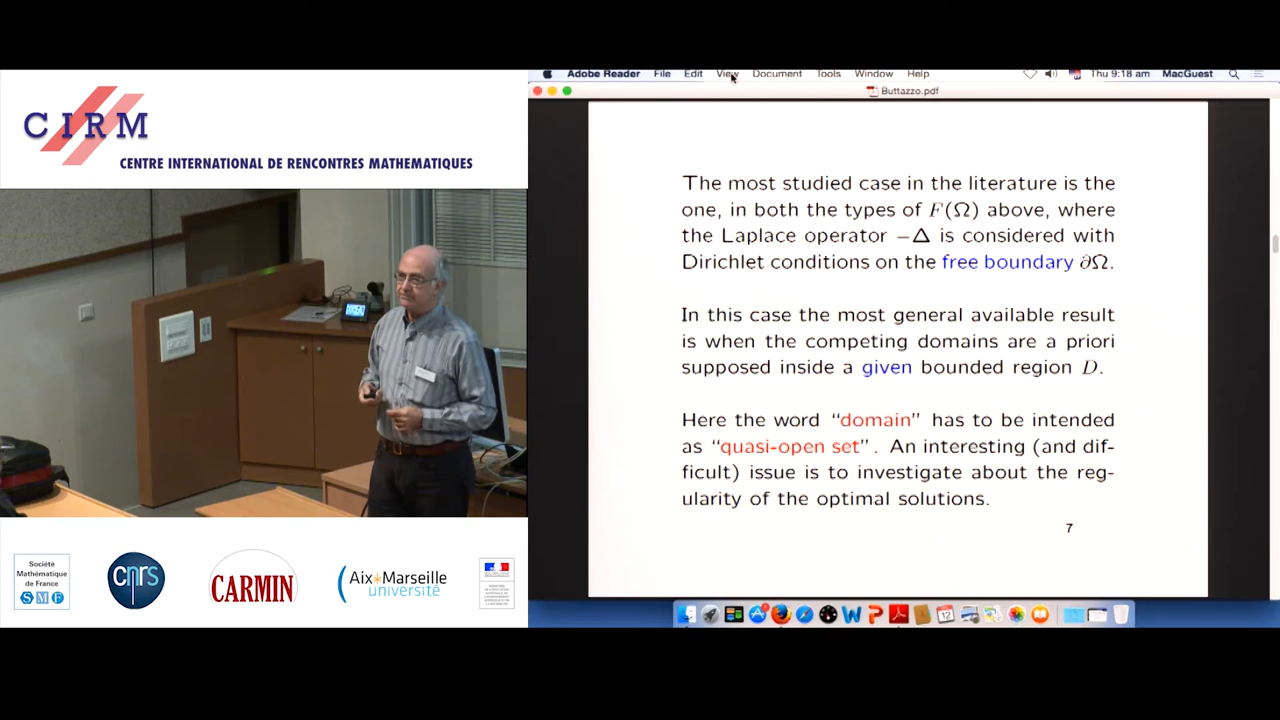 CIRM
CENTRE INTERNATIONAL DE RENCONTRES MATHEMATIQUES
Adobe Reader File Edit View Document Tools Window Help Thu 9:18 am MacGuest
Buttazzo.pdf
The most studied case in the literature is the
one, in both the types of F(Ω) above, where
the Laplace operator −Δ is considered with
Dirichlet conditions on the free boundary ∂Ω.
In this case the most general available result
is when the competing domains are a priori
supposed inside a given bounded region D.
Here the word “domain” has to be intended
as “quasi-open set”. An interesting (and dif-
ficult) issue is to investigate about the reg-
ularity of the optimal solutions.
7
Société
Mathématique
de France
SMF
cnrs
CARMIN
Aix*Marseille
université